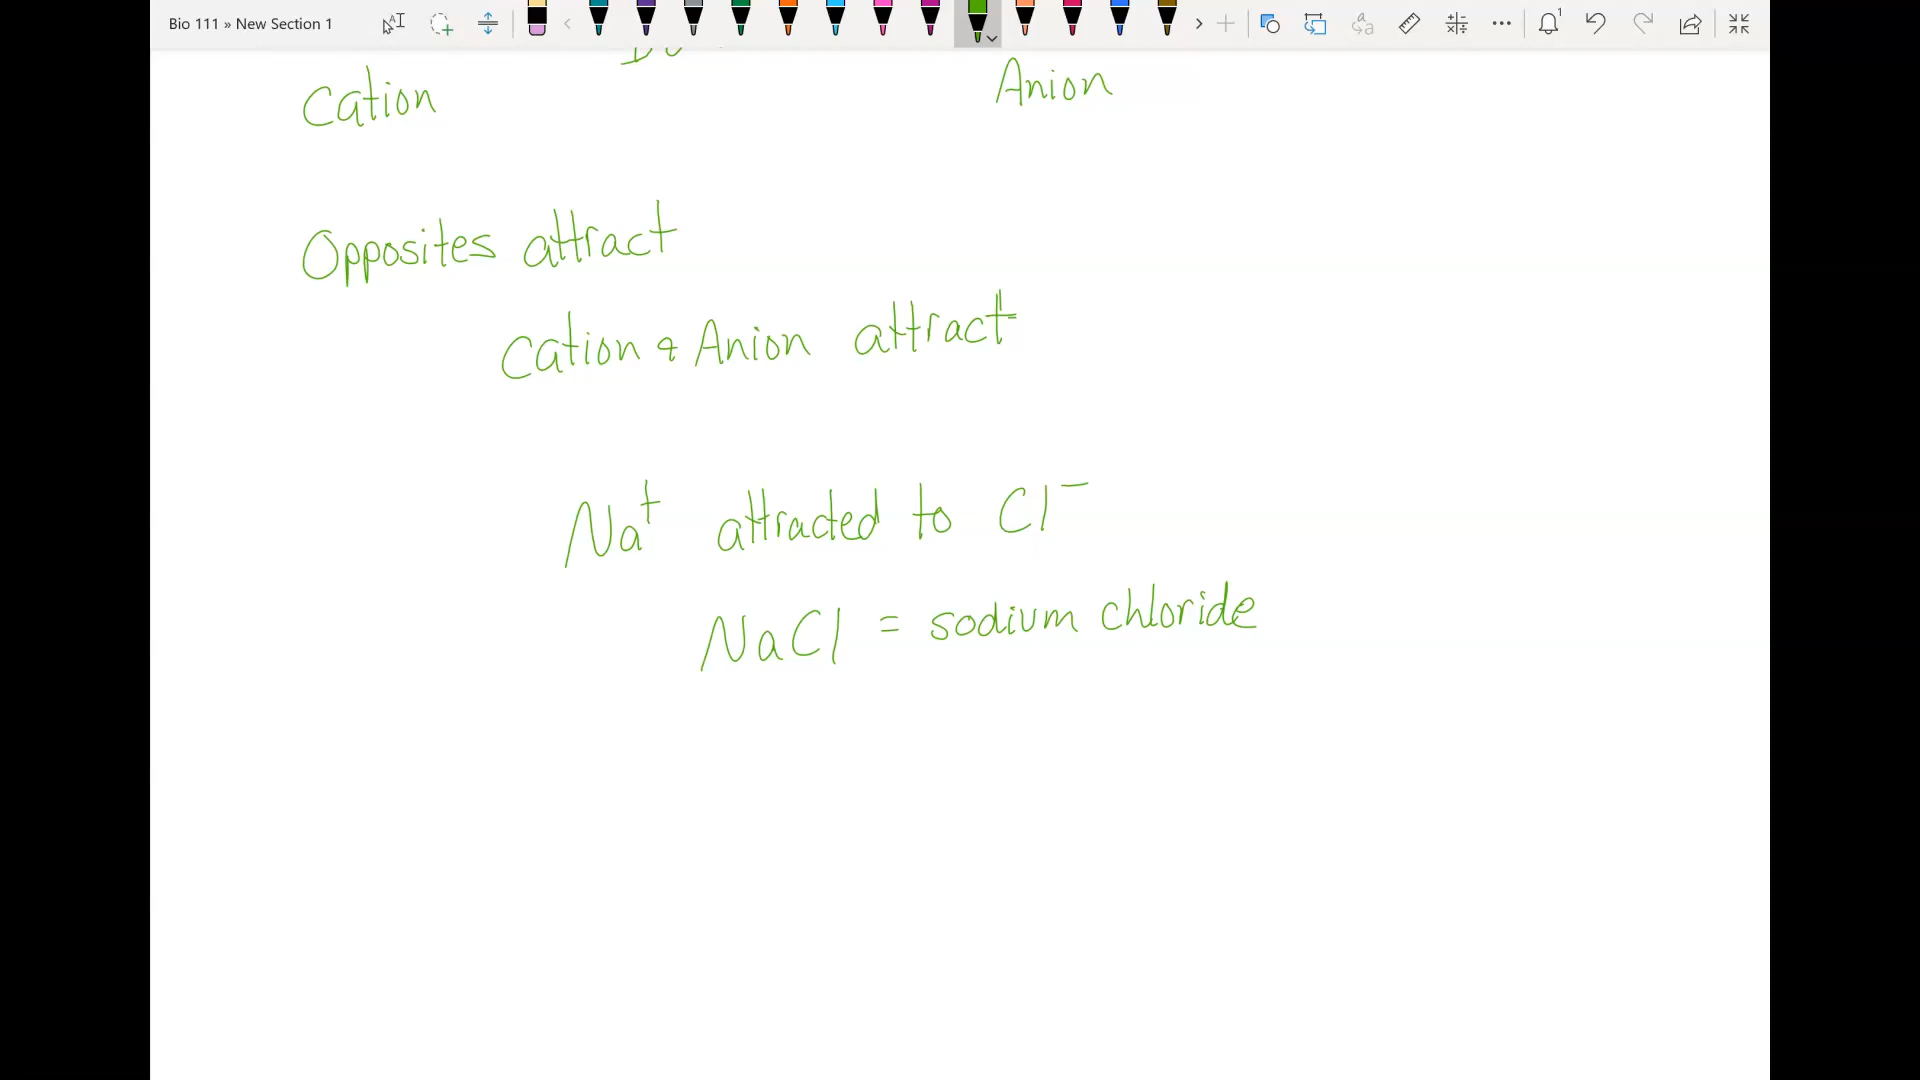 Bio 111 » New Section 1
Cation Anion
Opposites attract
Cation & Anion attract
Na⁺ attracted to Cl⁻
NaCl = sodium chloride